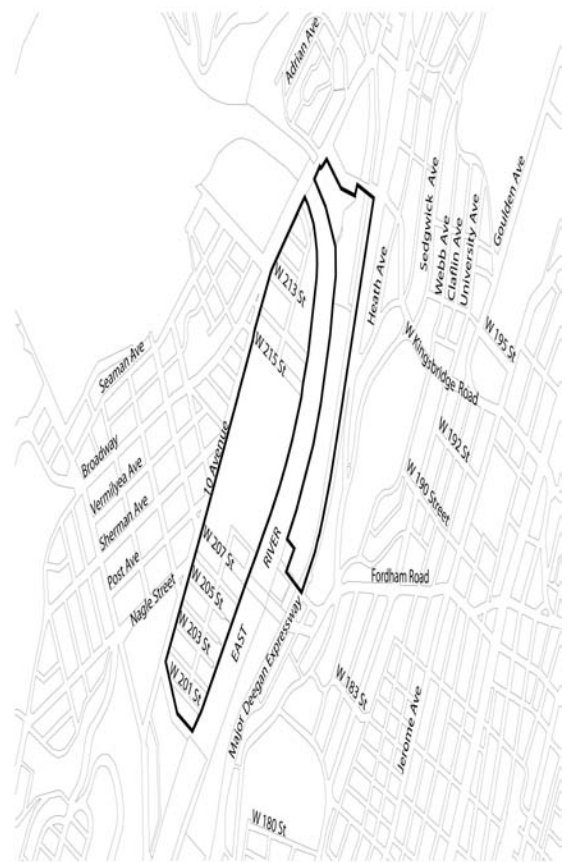 Adrian Ave
Sedgwick Ave
Webb Ave
Claflin Ave
University Ave
Goulden Ave
Heath Ave
W 213 St
W 215 St
W 195 St
W Kingsbridge Road
Seaman Ave
Broadway
Vermilyea Ave
Sherman Ave
Post Ave
Nagle Street
10 Avenue
W 192 St
W 190 Street
W 207 St
W 205 St
W 203 St
W 201 St
EAST
RIVER
Fordham Road
Major Deegan Expressway
W 183 St
Jerome Ave
W 180 St